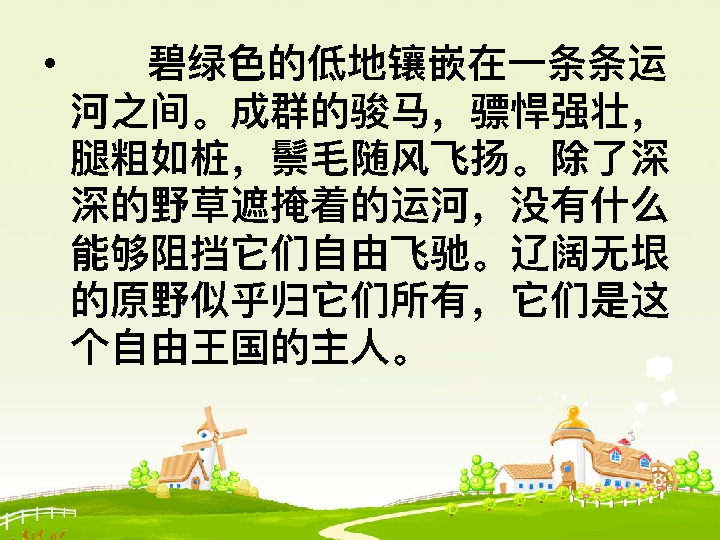 • 碧绿色的低地镶嵌在一条条运
河之间。成群的骏马，骠悍强壮，
腿粗如桩，鬃毛随风飞扬。除了深
深的野草遮掩着的运河，没有什么
能够阻挡它们自由飞驰。辽阔无垠
的原野似乎归它们所有，它们是这
个自由王国的主人。